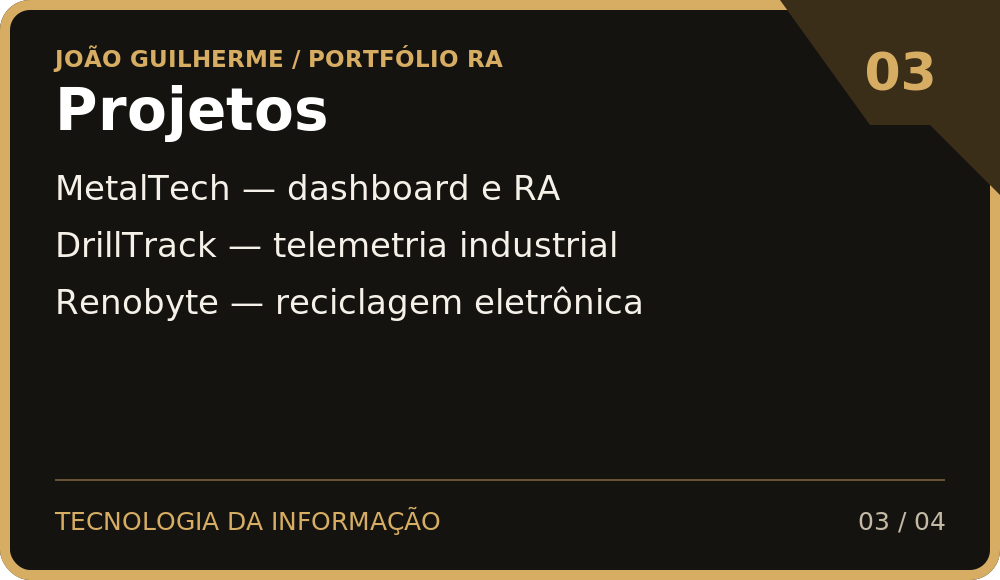 JOÃO GUILHERME / PORTFÓLIO RA
03
Projetos
MetalTech — dashboard e RA
DrillTrack — telemetria industrial
Renobyte — reciclagem eletrônica
TECNOLOGIA DA INFORMAÇÃO
03 / 04